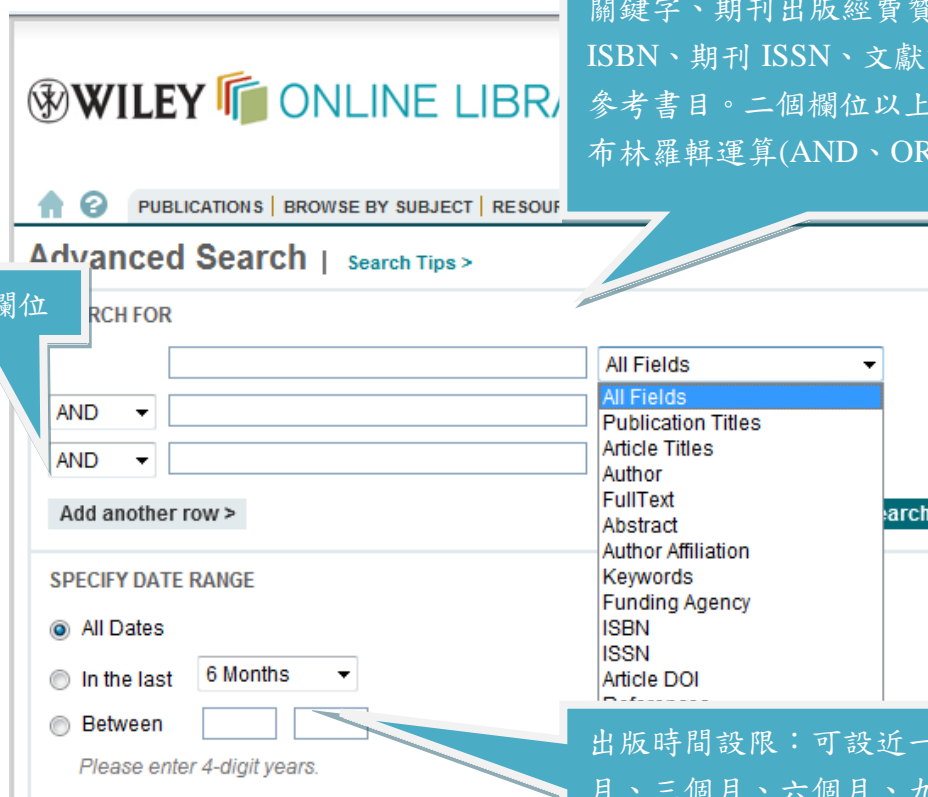 關鍵字、期刊出版經費贊
ISBN、期刊 ISSN、文獻
參考書目。二個欄位以上
布林羅輯運算(AND、OR
WILEY ONLINE LIBRA
PUBLICATIONS | BROWSE BY SUBJECT | RESOUR
Advanced Search | Search Tips >
欄位
RCH FOR
All Fields
All Fields
AND
Publication Titles
Article Titles
AND
Author
FullText
Add another row >
Abstract
arch
Author Affiliation
Keywords
SPECIFY DATE RANGE
Funding Agency
All Dates
ISBN
ISSN
In the last 6 Months
Article DOI
References
Between
Please enter 4-digit years.
出版時間設限：可設近一
月、三個月、六個月、九